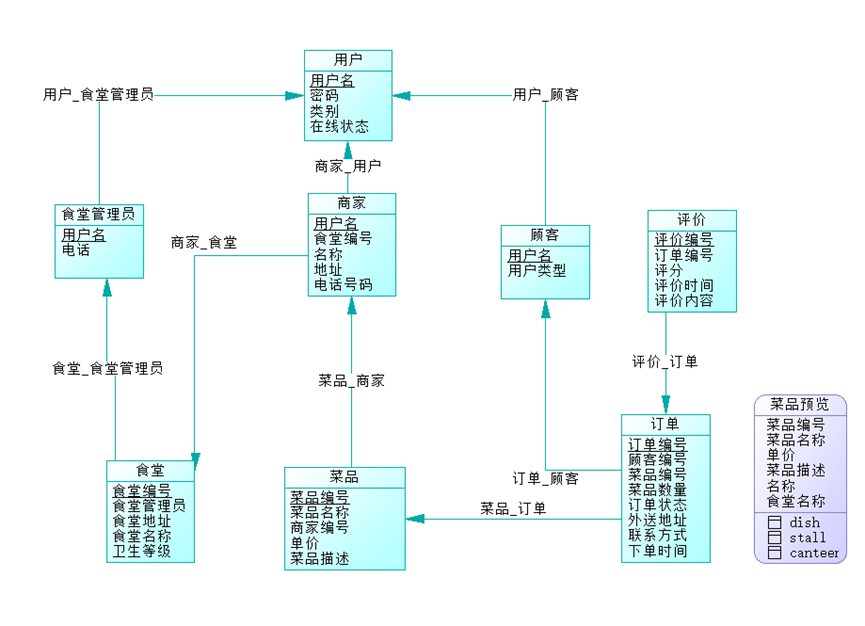 用户
用户名
密码
类别
在线状态
用户_食堂管理员
用户_顾客
商家_用户
食堂管理员
用户名
电话
商家
用户名
食堂编号
名称
地址
电话号码
商家_食堂
顾客
用户名
用户类型
评价
评价编号
订单编号
评分
评价时间
评价内容
食堂_食堂管理员
菜品_商家
评价_订单
食堂
食堂编号
食堂管理员
食堂地址
食堂名称
卫生等级
菜品
菜品编号
菜品名称
商家编号
单价
菜品描述
订单_顾客
菜品_订单
订单
订单编号
顾客编号
菜品编号
菜品数量
订单状态
外送地址
联系方式
下单时间
菜品预览
菜品编号
菜品名称
单价
菜品描述
名称
食堂名称
dish
stall
canteen